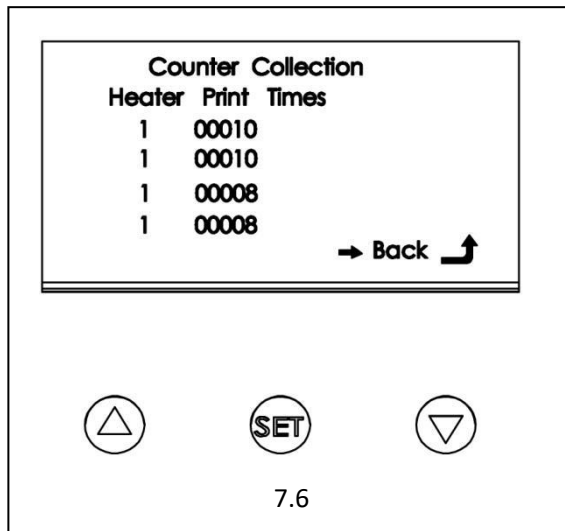 Counter Collection
Heater Print Times
1 00010
1 00010
1 00008
1 00008
→ Back
SET
7.6